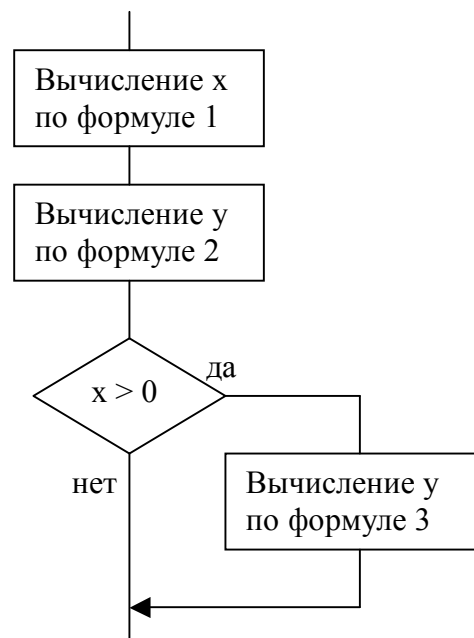 Вычисление x
по формуле 1
Вычисление y
по формуле 2
x > 0
да
нет
Вычисление y
по формуле 3